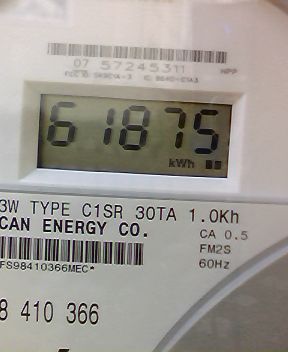 07 57245311
NPP
61875
kWh
3W TYPE C1SR 30TA 1.0Kh
CAN ENERGY CO.
CA 0.5
FM2S
60Hz
FS98410366MEC*
8 410 366